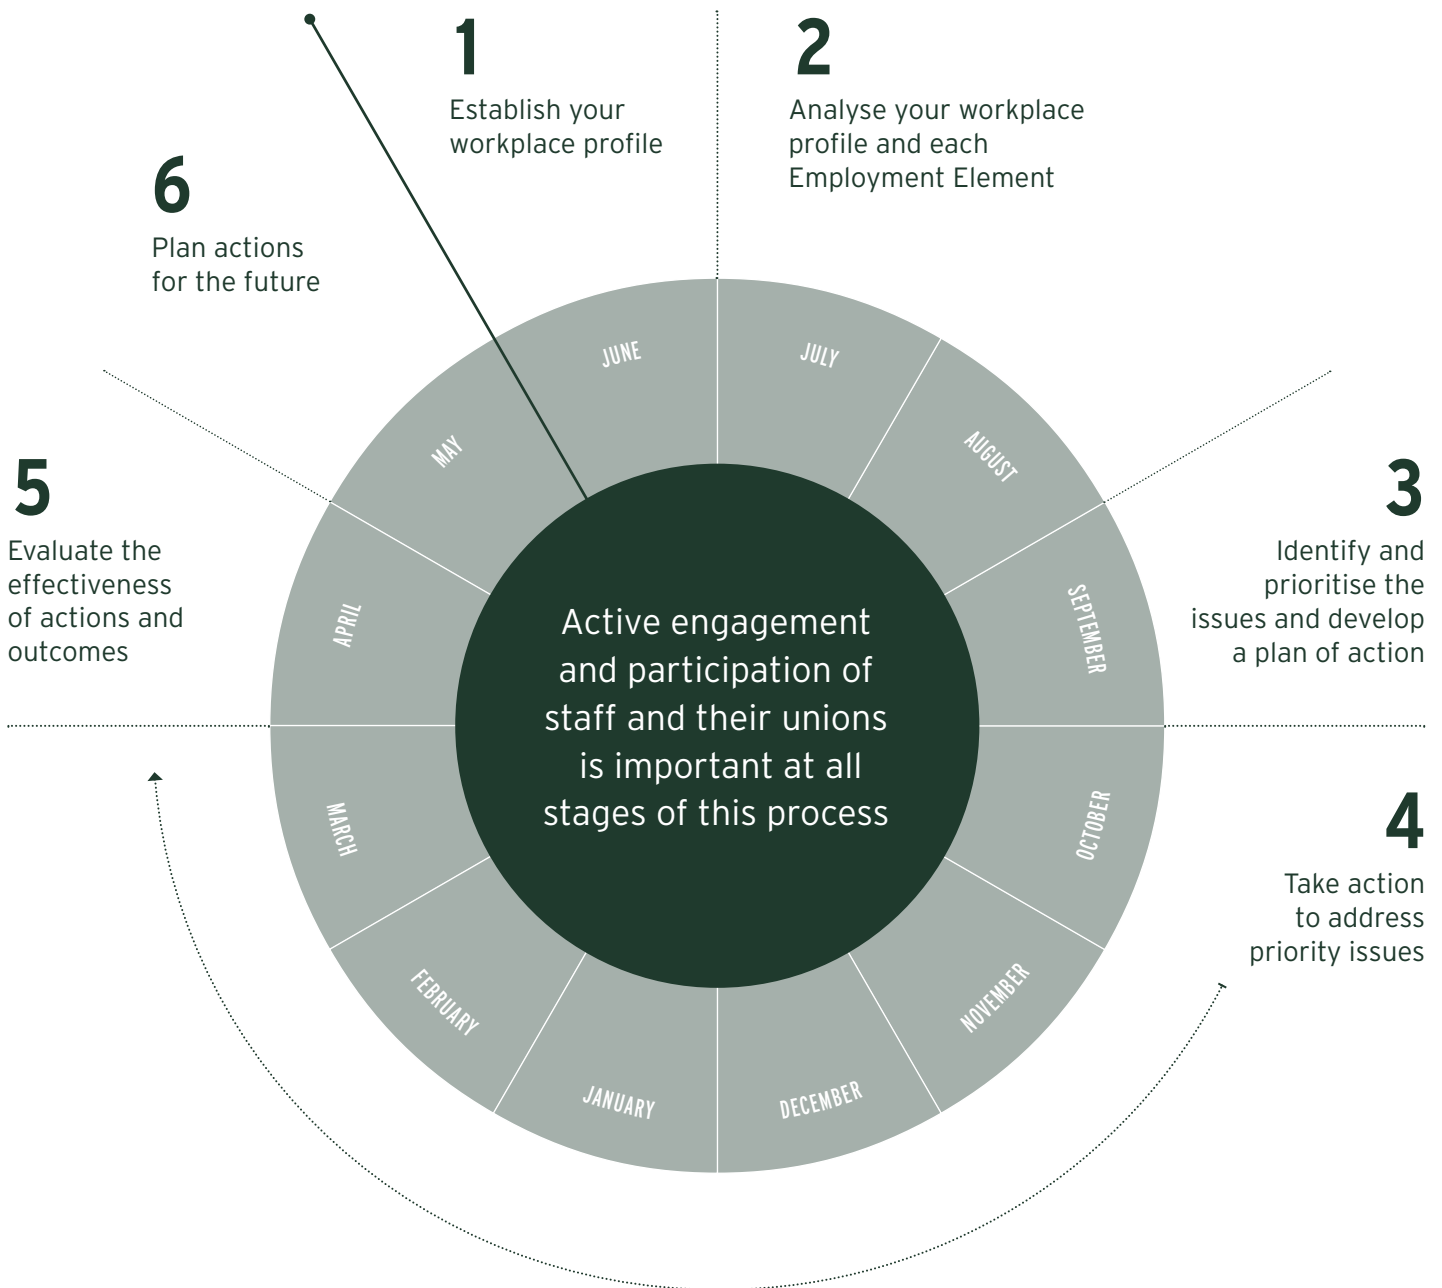 1
Establish your
workplace profile
2
Analyse your workplace
profile and each
Employment Element
3
Identify and
prioritise the
issues and develop
a plan of action
4
Take action
to address
priority issues
5
Evaluate the
effectiveness
of actions and
outcomes
6
Plan actions
for the future
JUNE
JULY
AUGUST
SEPTEMBER
OCTOBER
NOVEMBER
DECEMBER
JANUARY
FEBRUARY
MARCH
APRIL
MAY
Active engagement
and participation of
staff and their unions
is important at all
stages of this process